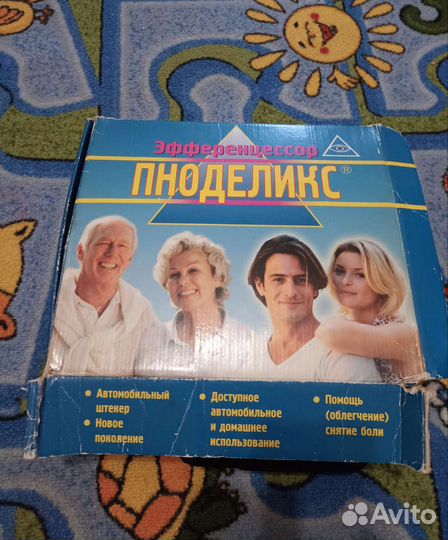 Эфференцессор
ПНОДЕЛИКС®
• Автомобильный
штекер
• Новое
поколение
• Доступное
автомобильное
и домашнее
использование
• Помощь
(облегчение)
снятие боли
Avito